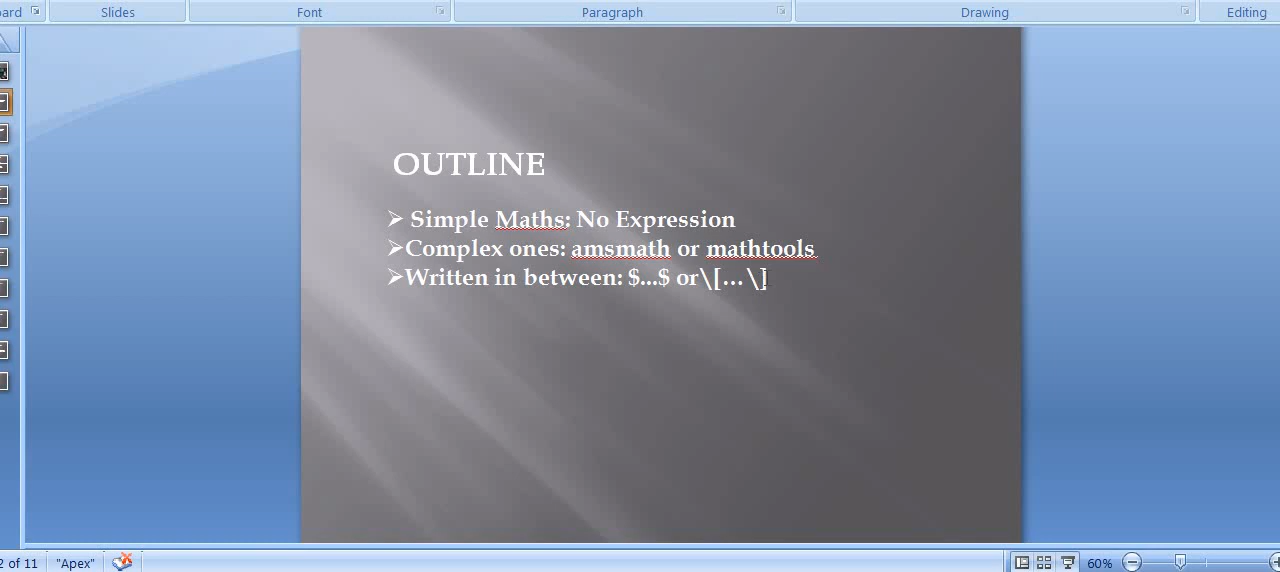 ard Slides Font Paragraph Drawing Editing
OUTLINE
➢ Simple Maths: No Expression
➢Complex ones: amsmath or mathtools
➢Written in between: $...$ or\[…\]
2 of 11 "Apex" 60%